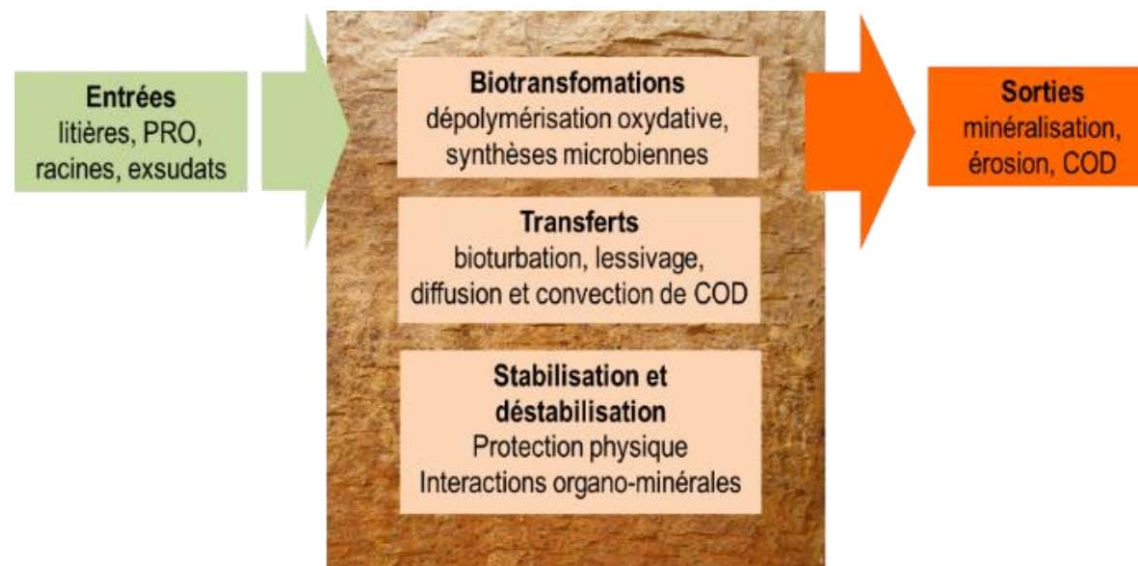 Entrées
litières, PRO,
racines, exsudats
Biotransfomations
dépolymérisation oxydative,
synthèses microbiennes
Transferts
bioturbation, lessivage,
diffusion et convection de COD
Stabilisation et
déstabilisation
Protection physique
Interactions organo-minérales
Sorties
minéralisation,
érosion, COD